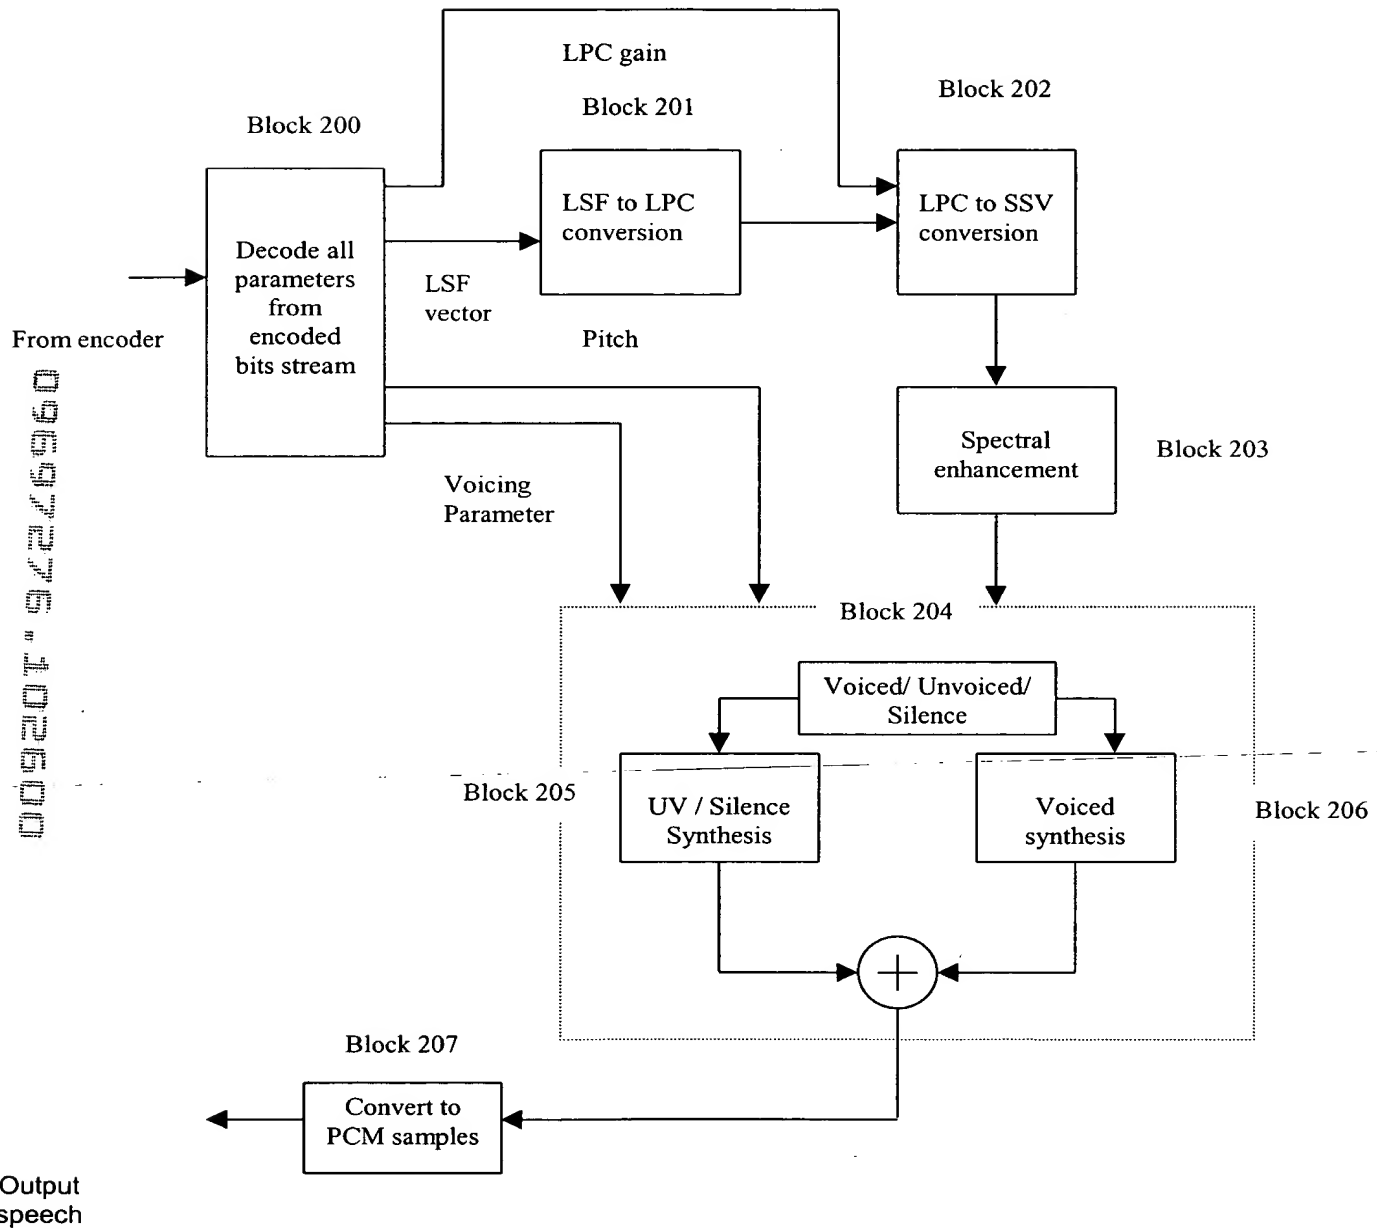 LPC gain
Block 202
Block 201
Block 200
LSF to LPC
conversion
LPC to SSV
conversion
Decode all
parameters
from
encoded
bits stream
LSF
vector
From encoder
Pitch
Spectral
enhancement
Block 203
Voicing
Parameter
Block 204
Voiced/ Unvoiced/
Silence
Block 205
UV / Silence
Synthesis
Voiced
synthesis
Block 206
Block 207
Convert to
PCM samples
Output
speech
09697276.102600